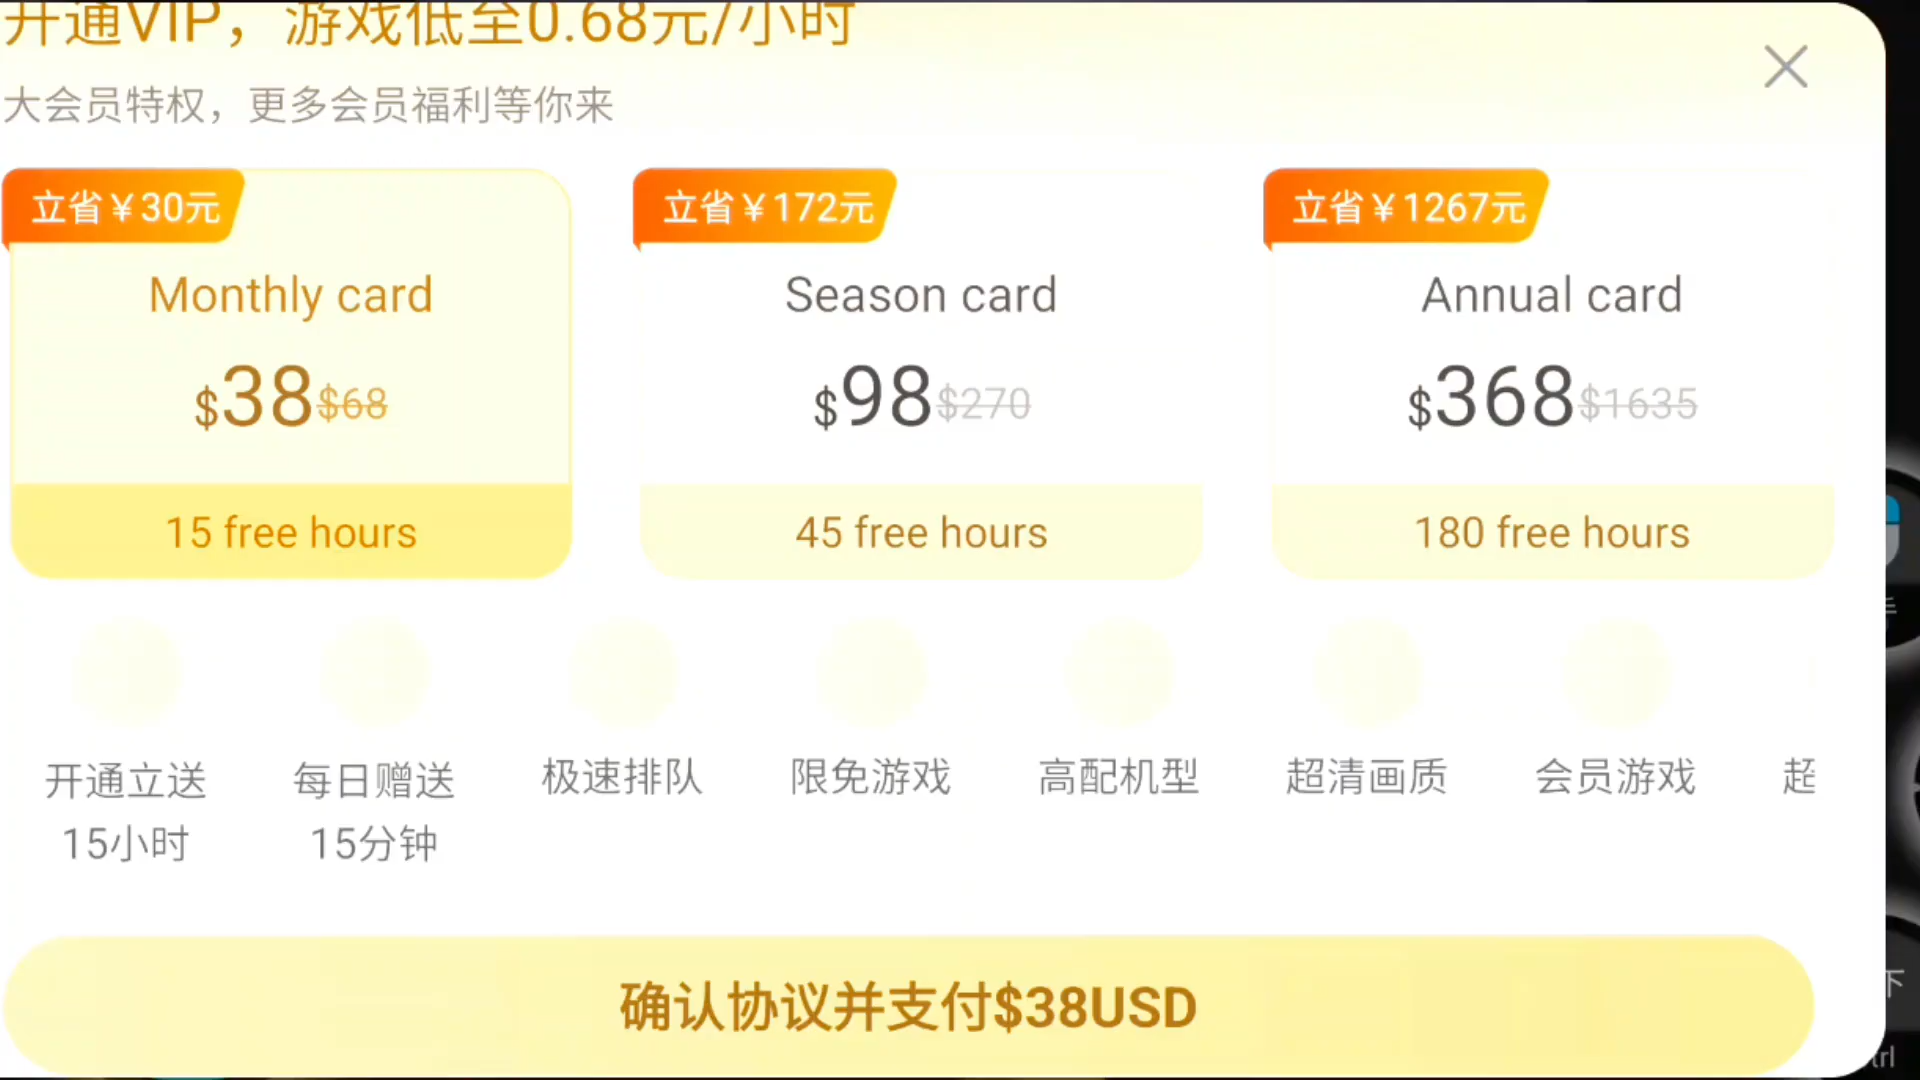 开通VIP，游戏低至0.68元/小时
大会员特权，更多会员福利等你来
立省￥30元
Monthly card
$38 $68
15 free hours
立省￥172元
Season card
$98 $270
45 free hours
立省￥1267元
Annual card
$368 $1635
180 free hours
开通立送
15小时
每日赠送
15分钟
极速排队
限免游戏
高配机型
超清画质
会员游戏
超
确认协议并支付$38USD
下